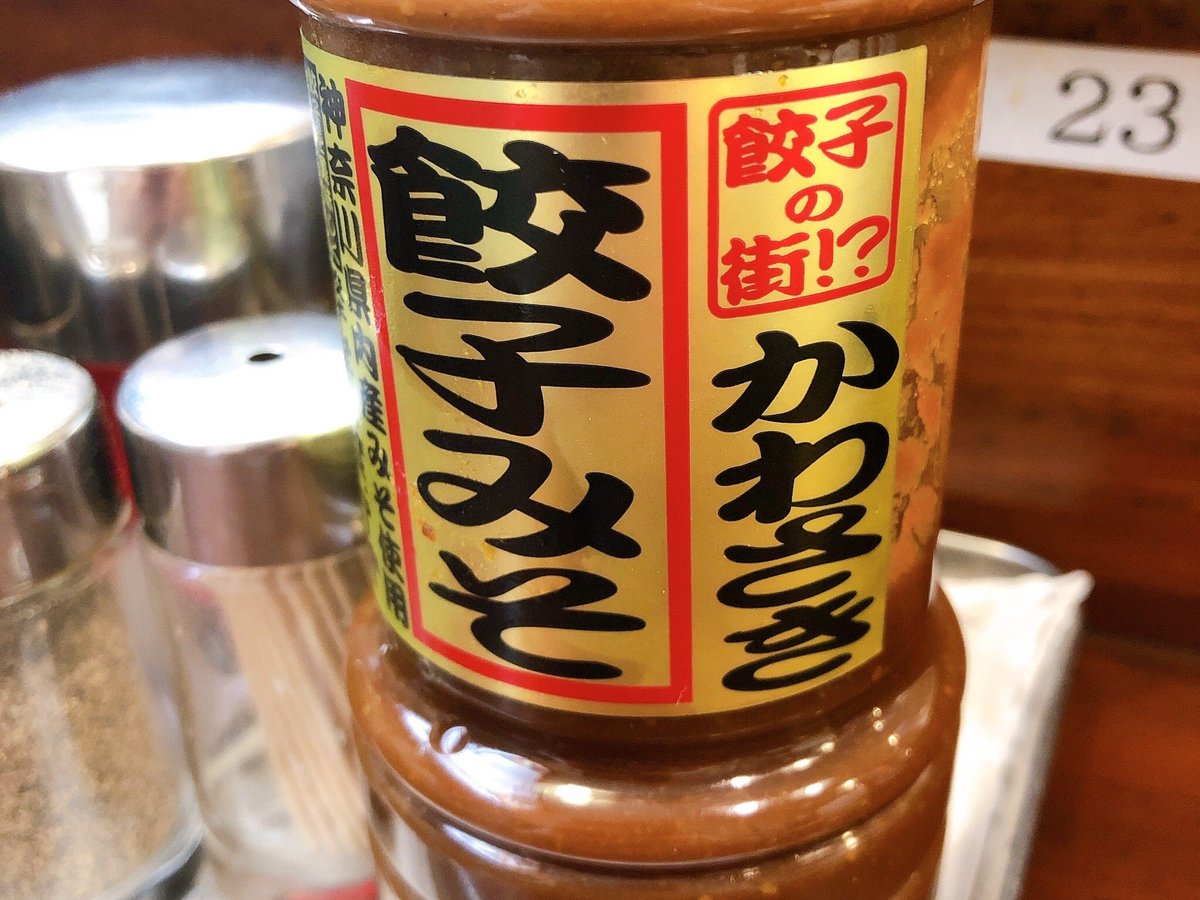 餃子
の
街!?
かわさき
餃子みそ
神奈川県内産みそ使用
23